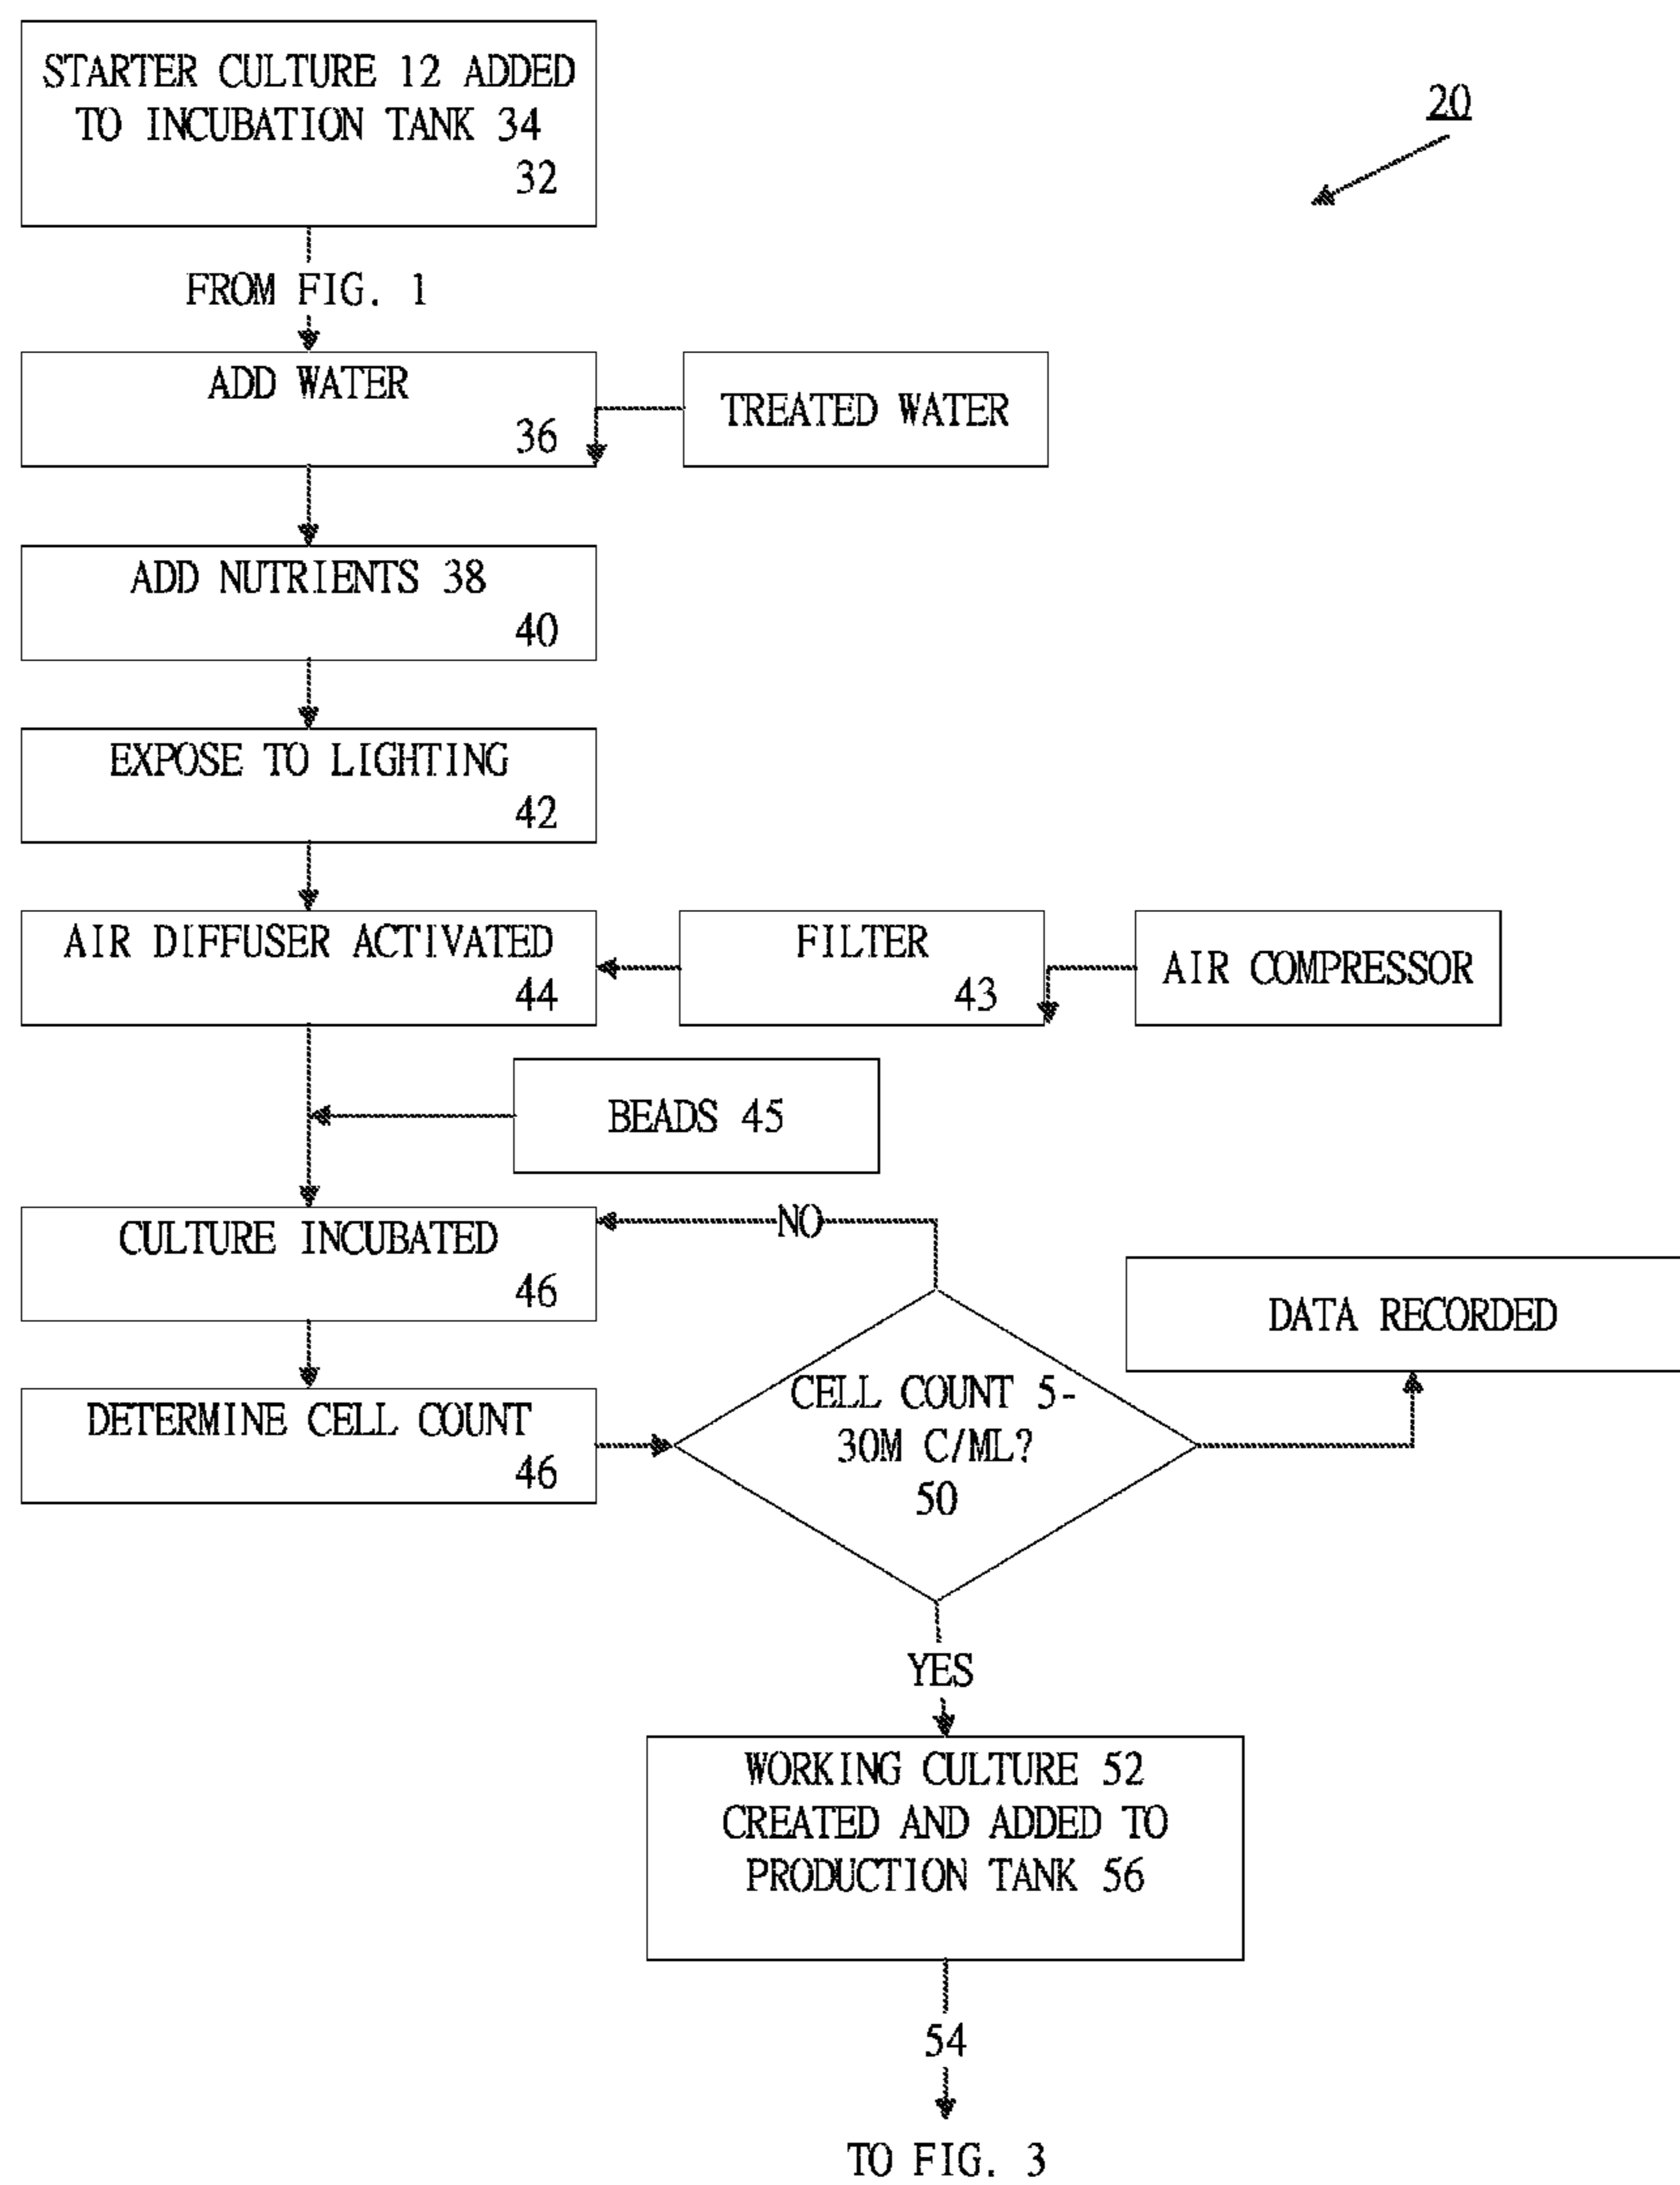 STARTER CULTURE 12 ADDED
TO INCUBATION TANK 34
32
20
FROM FIG. 1
ADD WATER
36
TREATED WATER
ADD NUTRIENTS 38
40
EXPOSE TO LIGHTING
42
AIR DIFFUSER ACTIVATED
44
FILTER
43
AIR COMPRESSOR
BEADS 45
CULTURE INCUBATED
46
NO
DATA RECORDED
DETERMINE CELL COUNT
46
CELL COUNT 5-
30M C/ML?
50
YES
WORKING CULTURE 52
CREATED AND ADDED TO
PRODUCTION TANK 56
54
TO FIG. 3